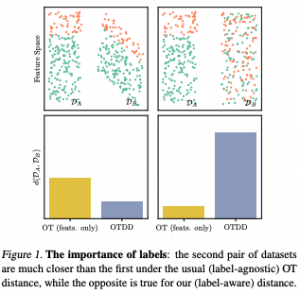 Feature Space
𝒟A
𝒟B
𝒟A
𝒟B
d(𝒟A, 𝒟B)
OT (feats. only)
OTDD
OT (feats. only)
OTDD
Figure 1. The importance of labels: the second pair of datasets
are much closer than the first under the usual (label-agnostic) OT
distance, while the opposite is true for our (label-aware) distance.